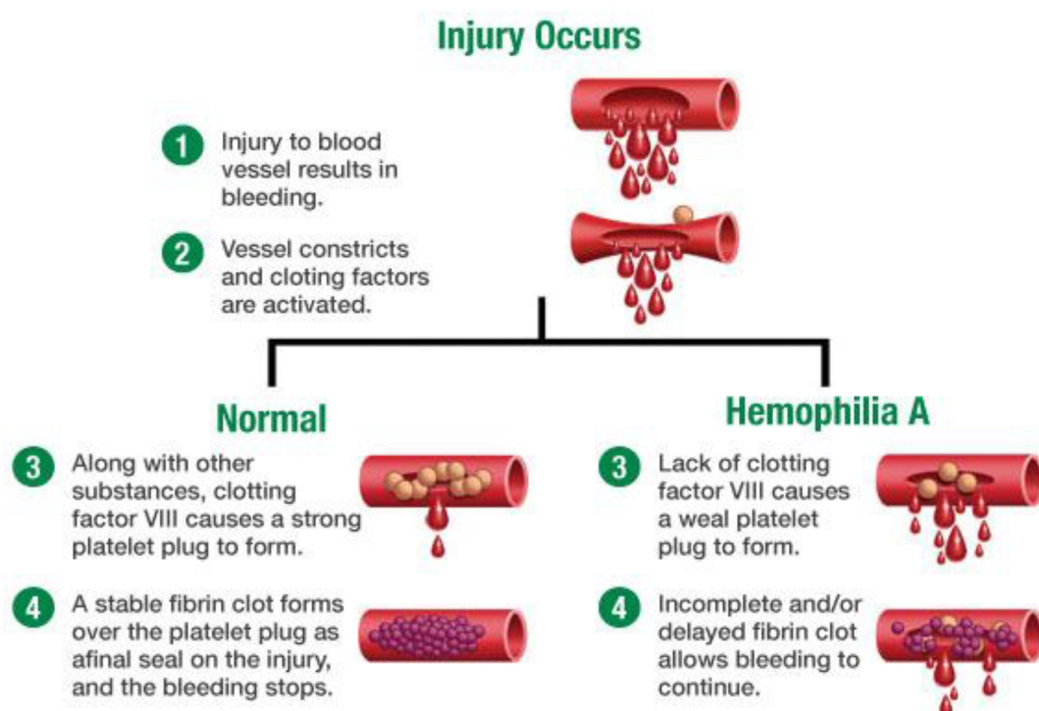 Injury Occurs
1
Injury to blood
vessel results in
bleeding.
2
Vessel constricts
and cloting factors
are activated.
Normal
3
Along with other
substances, clotting
factor VIII causes a strong
platelet plug to form.
4
A stable fibrin clot forms
over the platelet plug as
afinal seal on the injury,
and the bleeding stops.
Hemophilia A
3
Lack of clotting
factor VIII causes
a weal platelet
plug to form.
4
Incomplete and/or
delayed fibrin clot
allows bleeding to
continue.